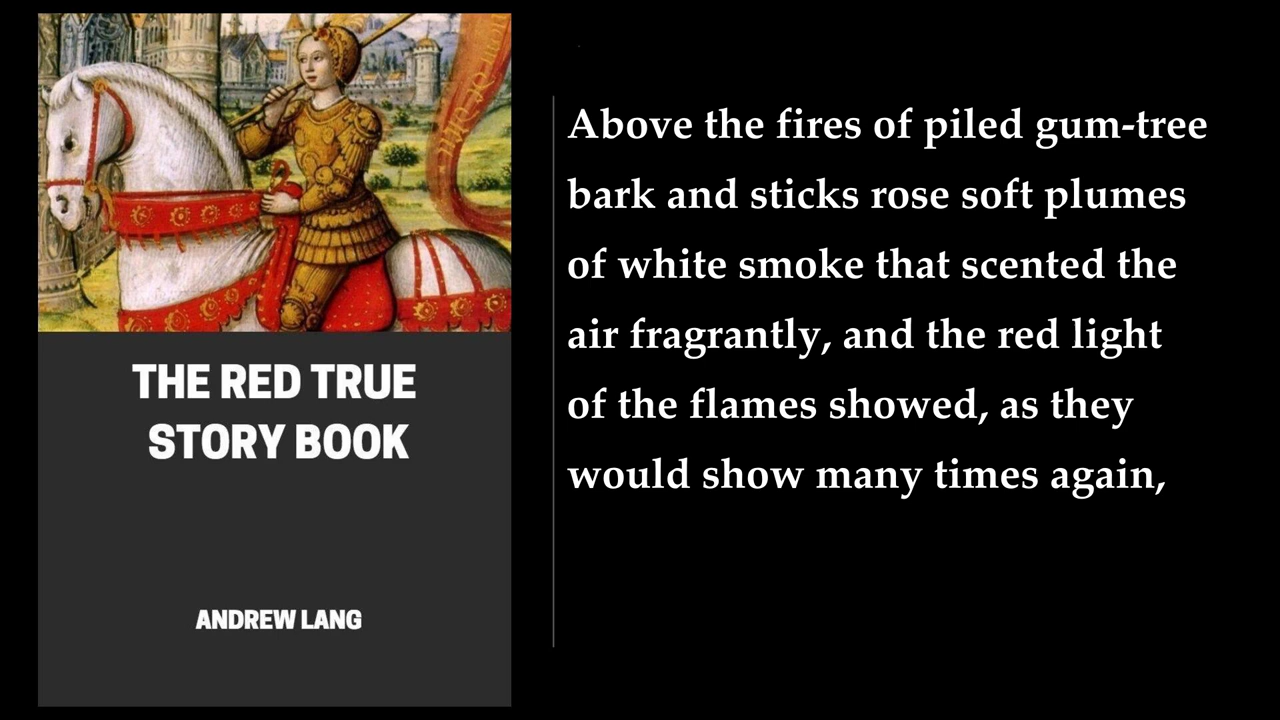 THE RED TRUE
STORY BOOK
ANDREW LANG
Above the fires of piled gum-tree
bark and sticks rose soft plumes
of white smoke that scented the
air fragrantly, and the red light
of the flames showed, as they
would show many times again,